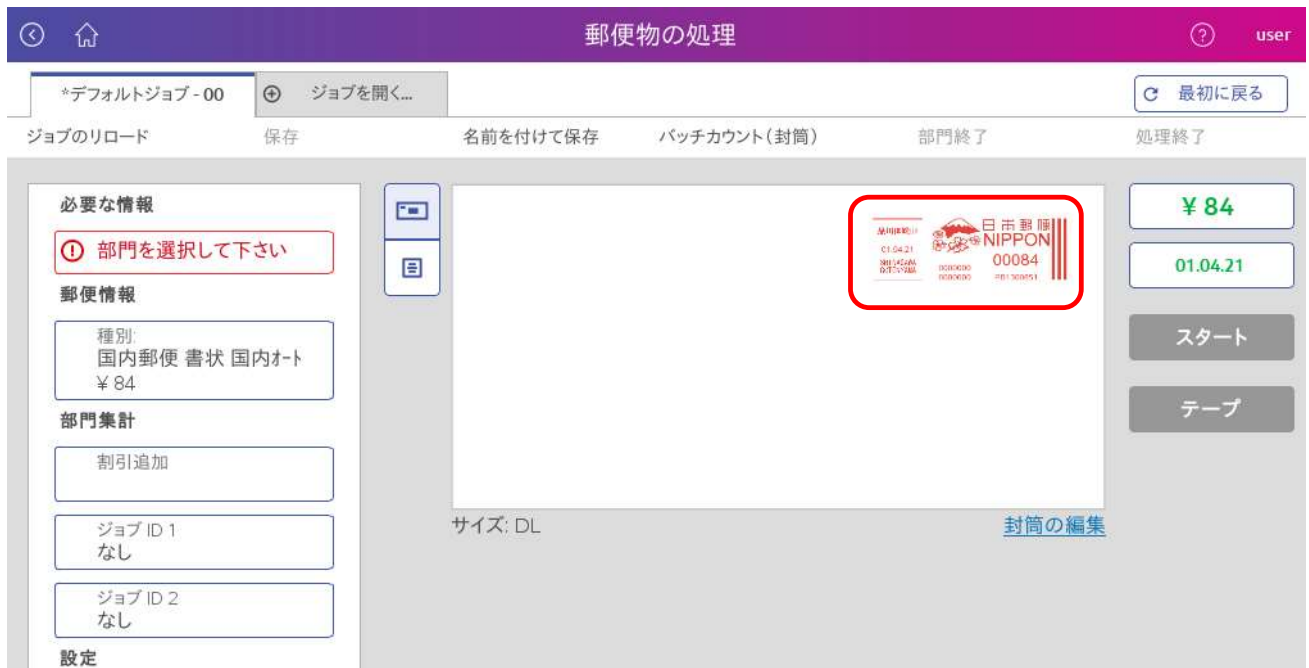 郵便物の処理
user
*デフォルトジョブ - 00
ジョブを開く...
最初に戻る
ジョブのリロード
保存
名前を付けて保存
バッチカウント(封筒)
部門終了
処理終了
必要な情報
部門を選択して下さい
郵便情報
種別:
国内郵便 書状 国内ｵｰﾄ
¥ 84
部門集計
割引追加
ジョブ ID 1
なし
ジョブ ID 2
なし
設定
01.04.21
日本郵便
NIPPON
00084
0000000
0000000
サイズ: DL
封筒の編集
¥ 84
01.04.21
スタート
テープ